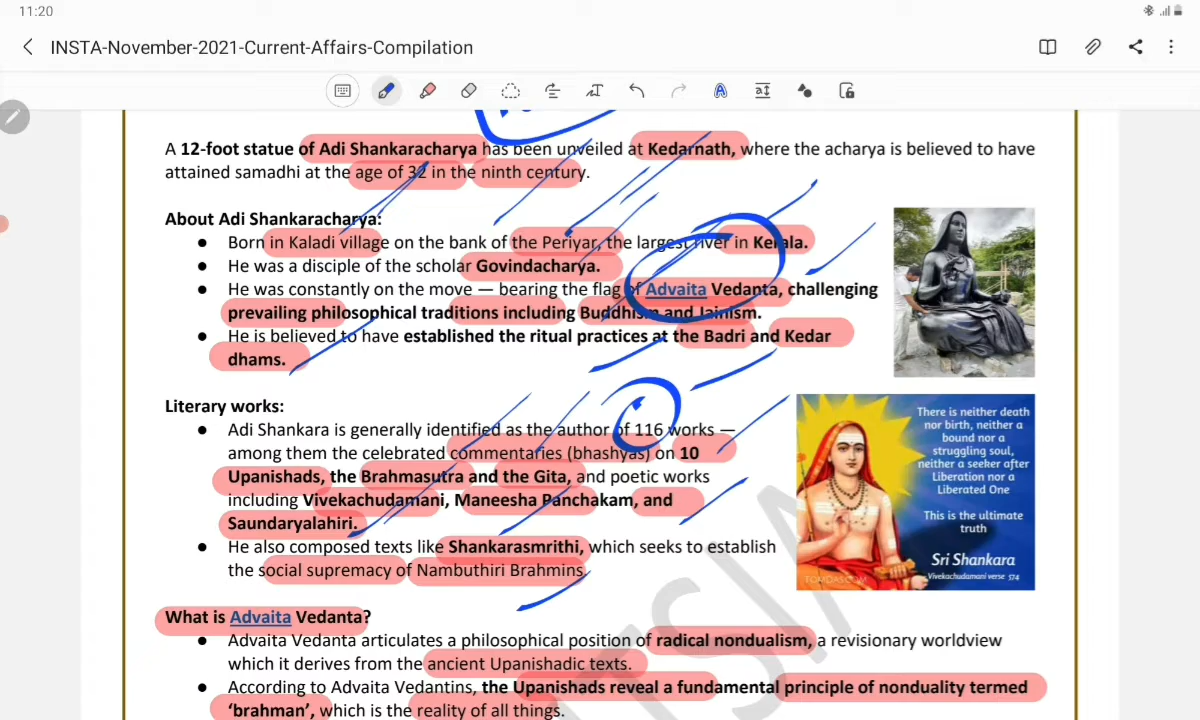 11:20
INSTA-November-2021-Current-Affairs-Compilation
A 12-foot statue of Adi Shankaracharya has been unveiled at Kedarnath, where the acharya is believed to have
attained samadhi at the age of 32 in the ninth century.
About Adi Shankaracharya:
● Born in Kaladi village on the bank of the Periyar, the largest river in Kerala.
● He was a disciple of the scholar Govindacharya.
● He was constantly on the move — bearing the flag of Advaita Vedanta, challenging
prevailing philosophical traditions including Buddhism and Jainism.
● He is believed to have established the ritual practices at the Badri and Kedar
dhams.
Literary works:
● Adi Shankara is generally identified as the author of 116 works —
among them the celebrated commentaries (bhashyas) on 10
Upanishads, the Brahmasutra and the Gita, and poetic works
including Vivekachudamani, Maneesha Panchakam, and
Saundaryalahiri.
● He also composed texts like Shankarasmrithi, which seeks to establish
the social supremacy of Nambuthiri Brahmins.
There is neither death
nor birth, neither a
bound nor a
struggling soul,
neither a seeker after
Liberation nor a
Liberated One
This is the ultimate
truth
Sri Shankara
Vivekachudamani verse 574
TOMDAS.COM
What is Advaita Vedanta?
● Advaita Vedanta articulates a philosophical position of radical nondualism, a revisionary worldview
which it derives from the ancient Upanishadic texts.
● According to Advaita Vedantins, the Upanishads reveal a fundamental principle of nonduality termed
‘brahman’, which is the reality of all things.